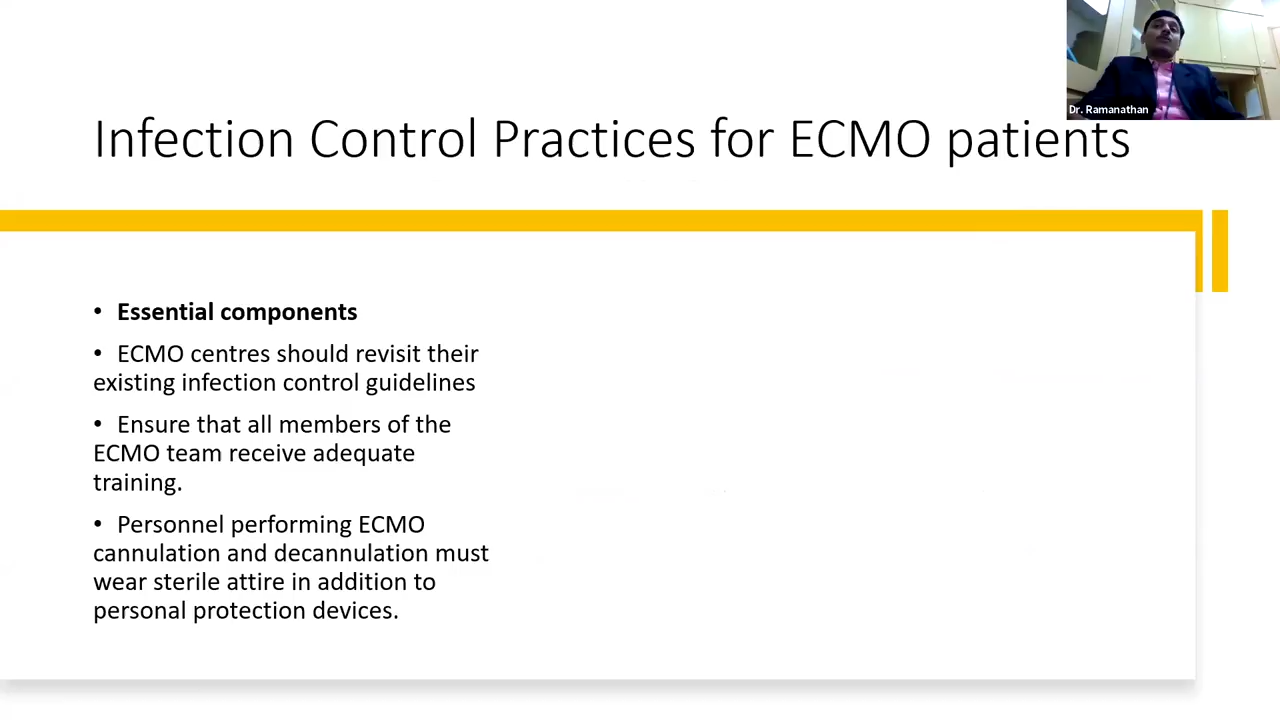 Dr. Ramanathan
Infection Control Practices for ECMO patients
• Essential components
• ECMO centres should revisit their
existing infection control guidelines
• Ensure that all members of the
ECMO team receive adequate
training.
• Personnel performing ECMO
cannulation and decannulation must
wear sterile attire in addition to
personal protection devices.